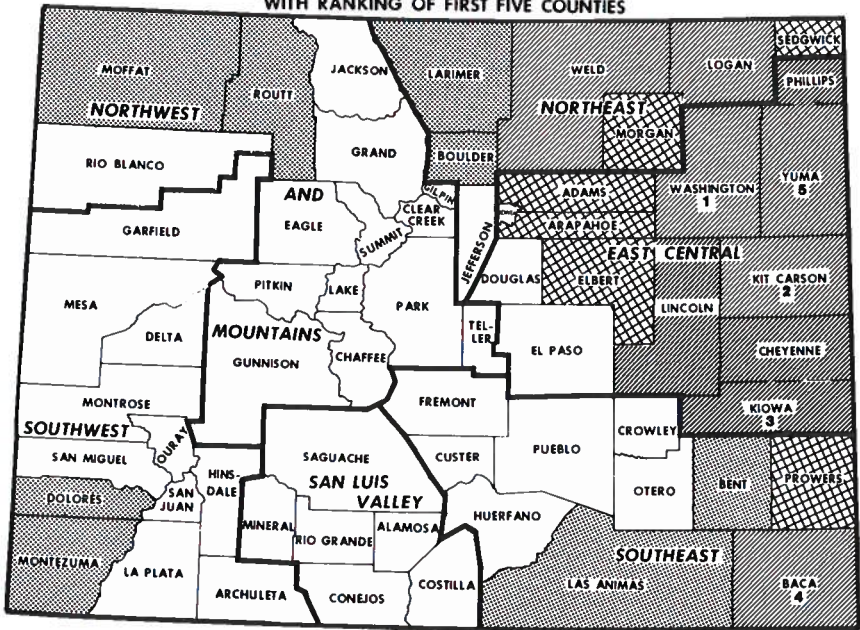 WITH RANKING OF FIRST FIVE COUNTIES
SEDGWICK
MOFFAT
ROUTT
JACKSON
LARIMER
WELD
LOGAN
PHILLIPS
NORTHWEST
NORTHEAST
MORGAN
RIO BLANCO
GRAND
BOULDER
GILPIN
ADAMS
WASHINGTON
1
YUMA
5
AND
EAGLE
CLEAR
CREEK
SUMMIT
JEFFERSON
ARAPAHOE
GARFIELD
EAST CENTRAL
DOUGLAS
ELBERT
LINCOLN
KIT CARSON
2
PITKIN
LAKE
PARK
MESA
DELTA
MOUNTAINS
GUNNISON
CHAFFEE
TEL-
LER
EL PASO
CHEYENNE
MONTROSE
FREMONT
KIOWA
3
SOUTHWEST
OURAY
CROWLEY
SAN MIGUEL
HINS-
DALE
SAGUACHE
CUSTER
PUEBLO
SAN LUIS
VALLEY
OTERO
BENT
PROWERS
DOLORES
SAN
JUAN
MINERAL
RIO GRANDE
ALAMOSA
HUERFANO
SOUTHEAST
MONTEZUMA
LA PLATA
ARCHULETA
CONEJOS
COSTILLA
LAS ANIMAS
BACA
4